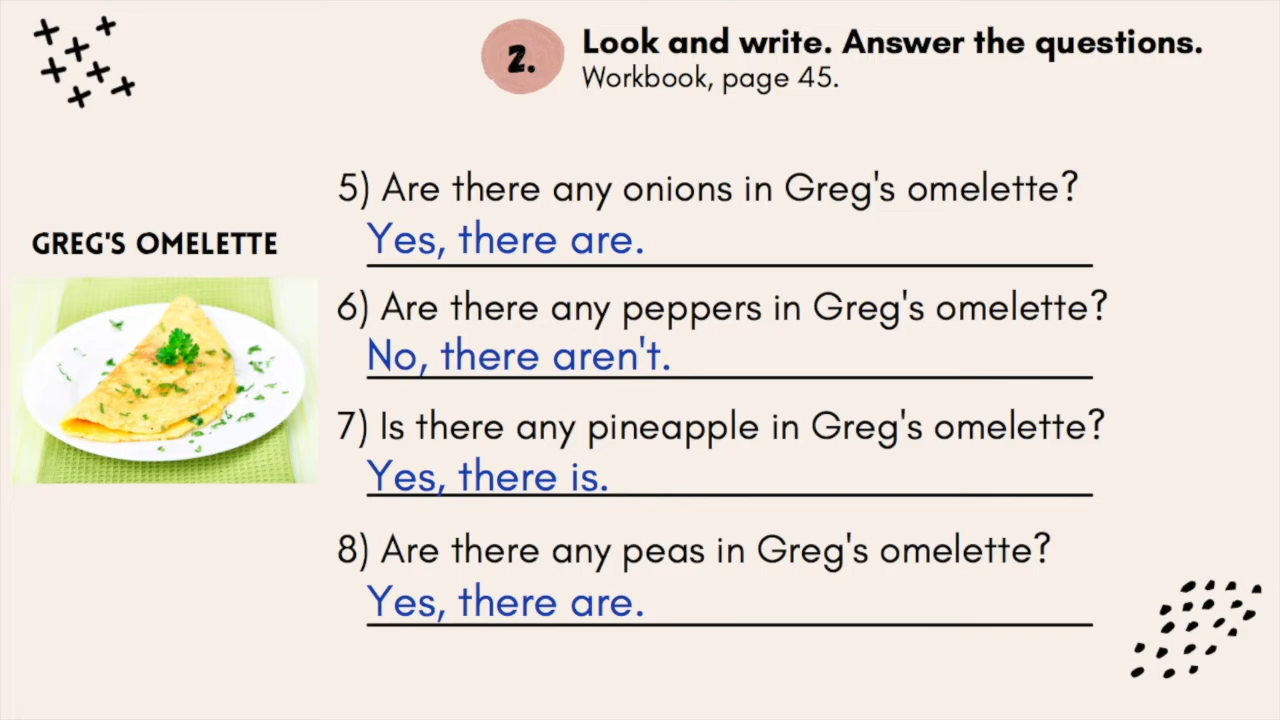 2.
Look and write. Answer the questions.
Workbook, page 45.
5) Are there any onions in Greg's omelette?
Yes, there are.
GREG'S OMELETTE
6) Are there any peppers in Greg's omelette?
No, there aren't.
7) Is there any pineapple in Greg's omelette?
Yes, there is.
8) Are there any peas in Greg's omelette?
Yes, there are.